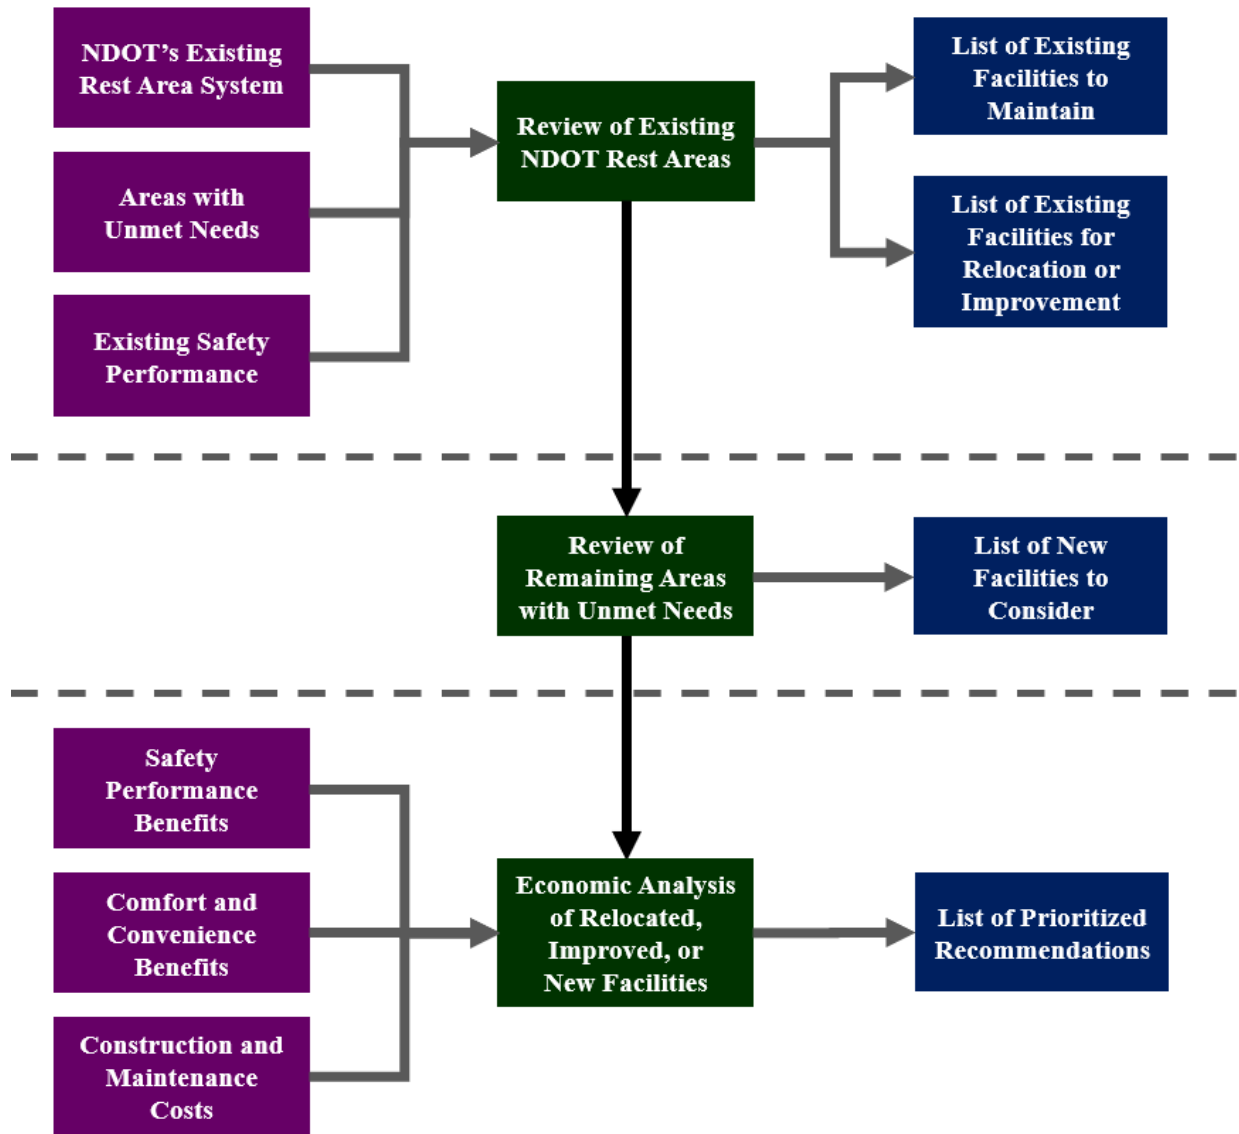 NDOT’s Existing
Rest Area System
Areas with
Unmet Needs
Existing Safety
Performance
Review of Existing
NDOT Rest Areas
List of Existing
Facilities to
Maintain
List of Existing
Facilities for
Relocation or
Improvement
Review of
Remaining Areas
with Unmet Needs
List of New
Facilities to
Consider
Safety
Performance
Benefits
Comfort and
Convenience
Benefits
Construction and
Maintenance
Costs
Economic Analysis
of Relocated,
Improved, or
New Facilities
List of Prioritized
Recommendations